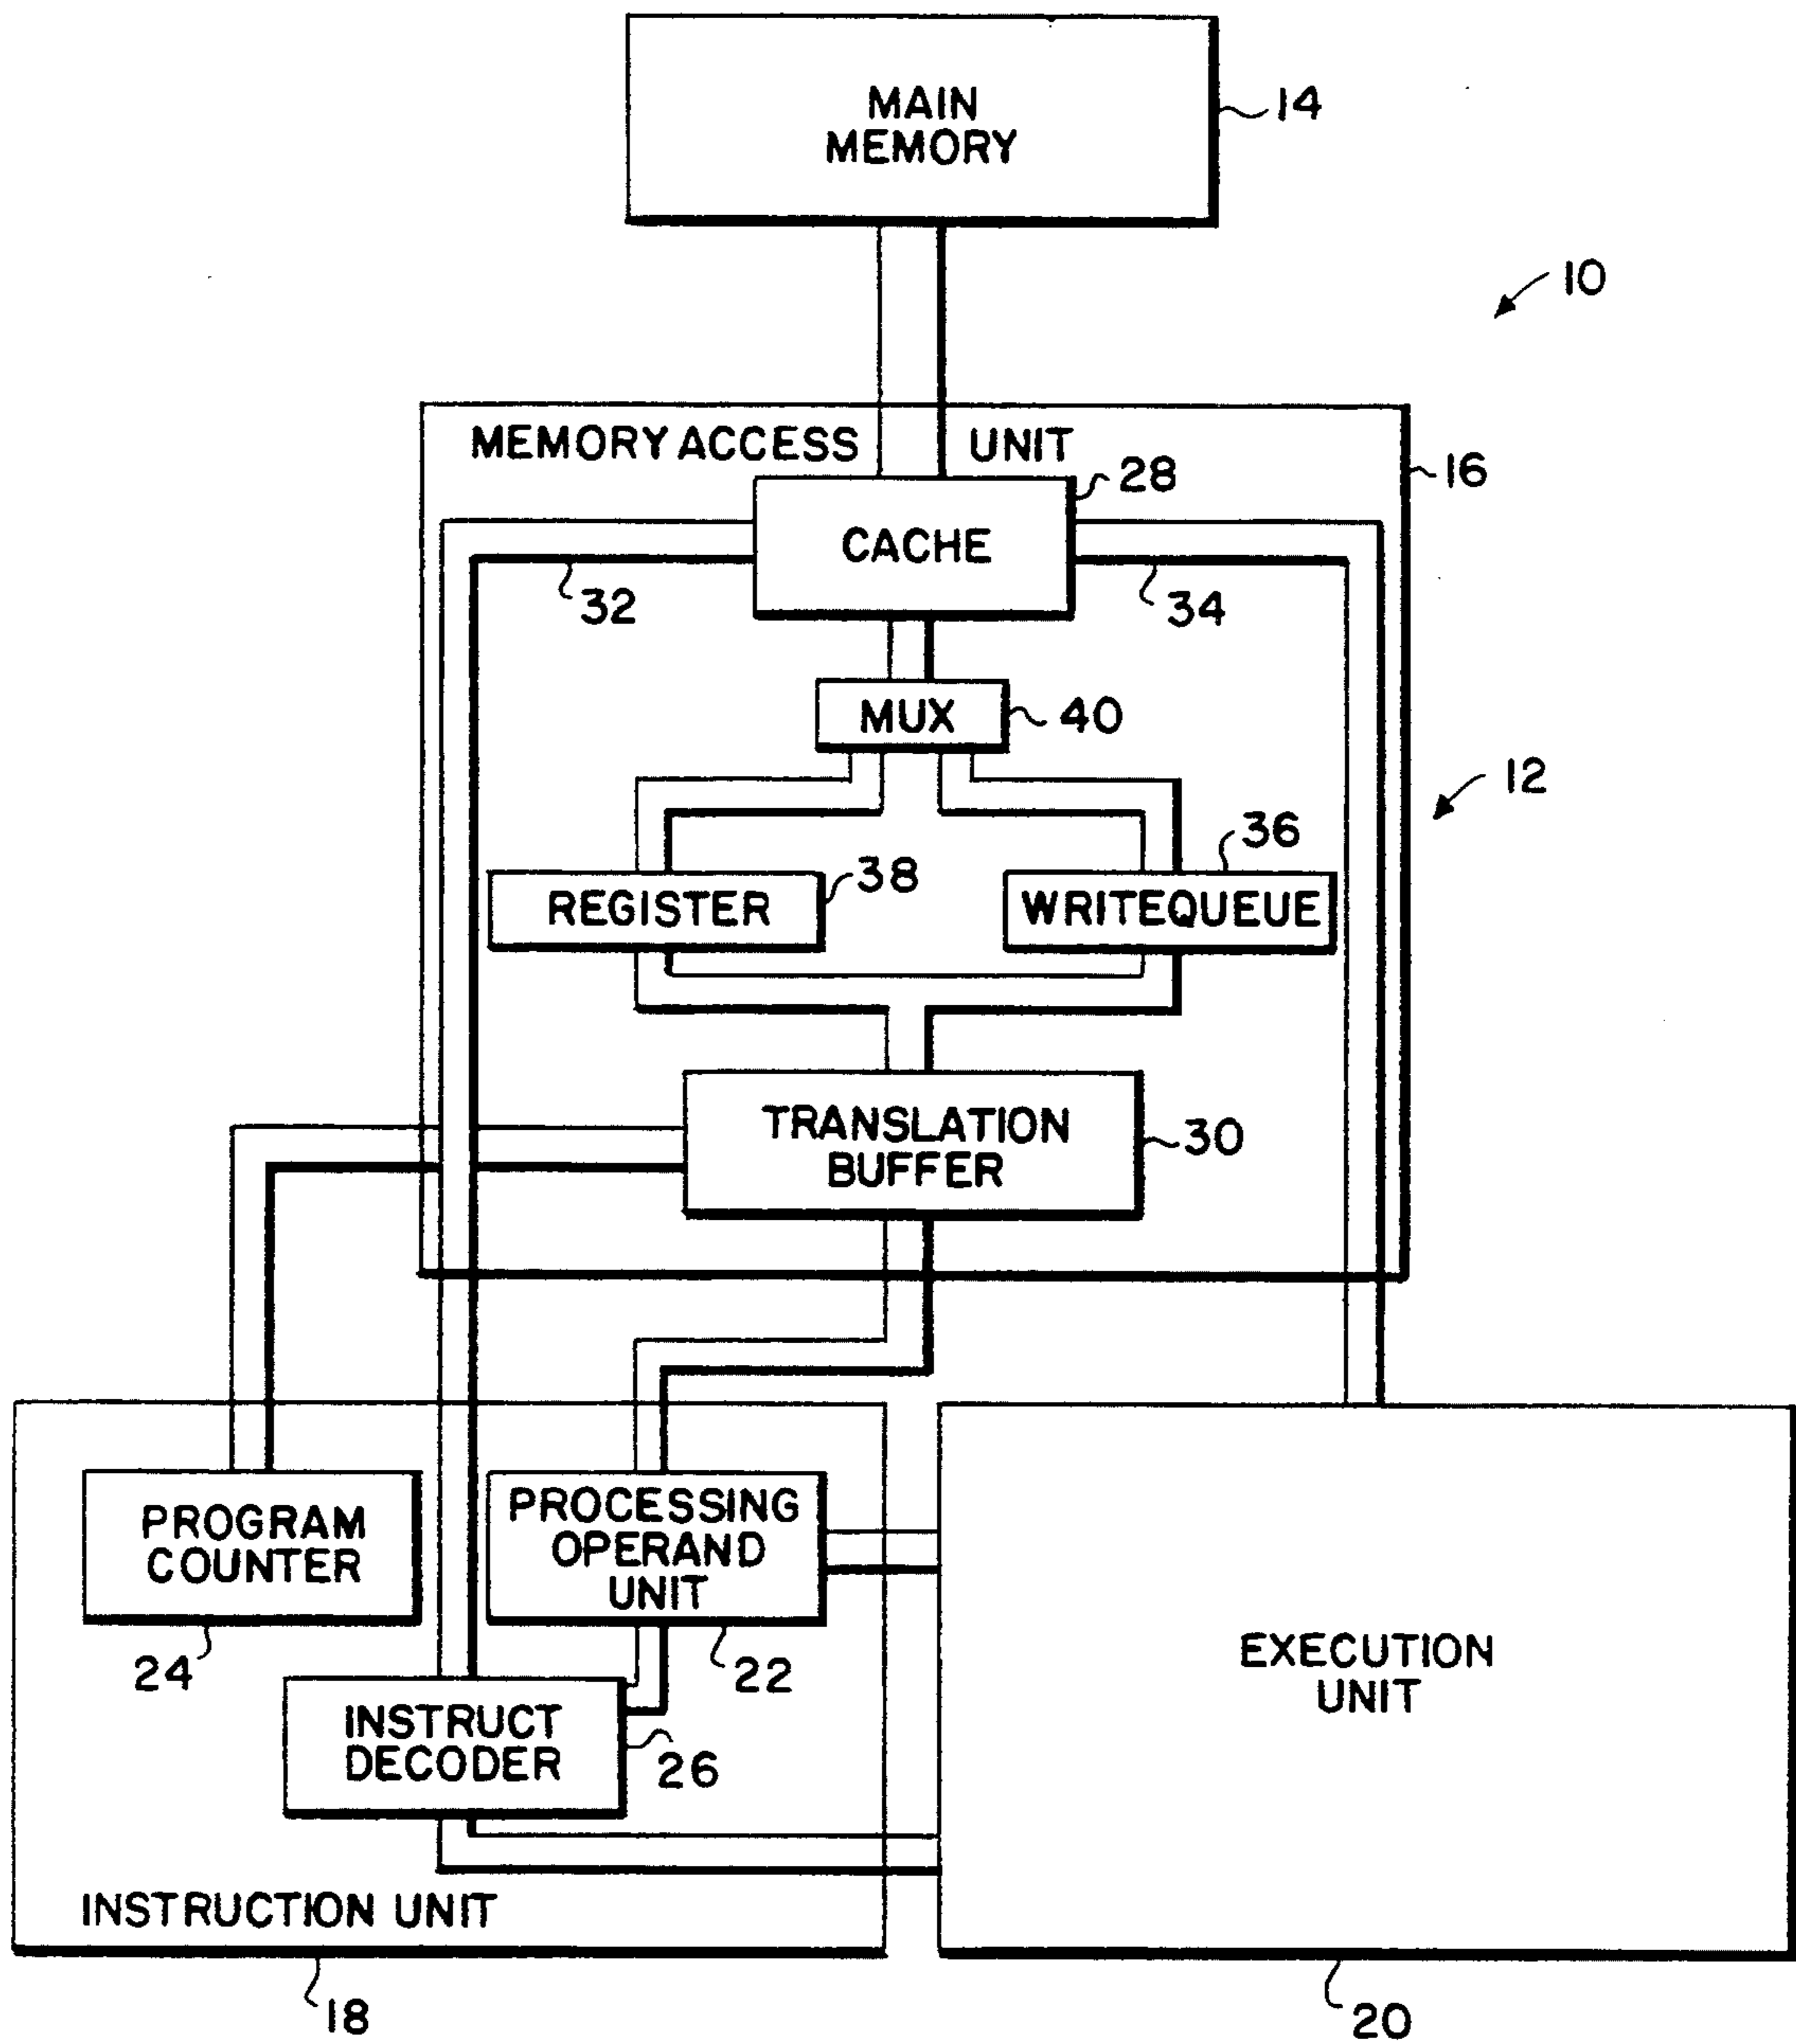 MAIN
MEMORY
14
10
MEMORY ACCESS UNIT
28
16
CACHE
32
34
MUX
40
12
36
38
REGISTER
WRITEQUEUE
TRANSLATION
BUFFER
30
PROGRAM
COUNTER
24
PROCESSING
OPERAND
UNIT
22
EXECUTION
UNIT
INSTRUCT
DECODER
26
INSTRUCTION UNIT
18
20